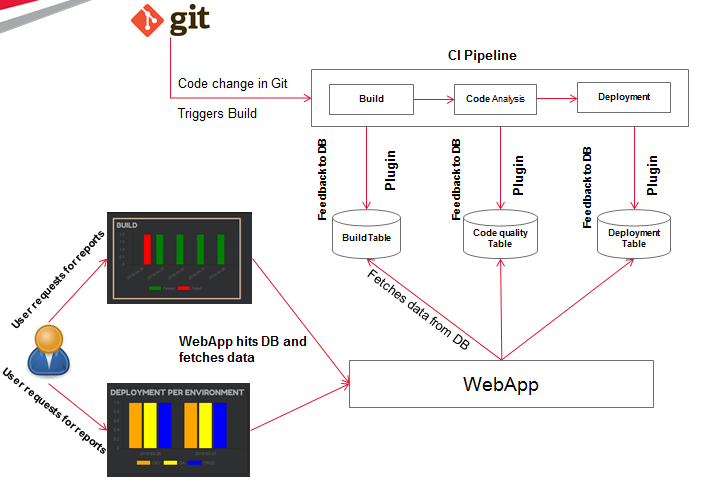 git
CI Pipeline
Code change in Git
Triggers Build
Build
Code Analysis
Deployment
Feedback to DB
Plugin
Feedback to DB
Plugin
Feedback to DB
Plugin
Build Table
Code quality
Table
Deployment
Table
User requests for reports
BUILD
Fetches data from DB
WebApp hits DB and
fetches data
WebApp
User requests for reports
DEPLOYMENT PER ENVIRONMENT